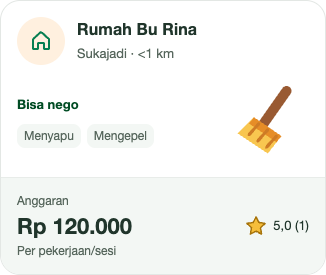 Rumah Bu Rina
Sukajadi · <1 km
Bisa nego
Menyapu Mengepel
Anggaran
Rp 120.000
5,0 (1)
Per pekerjaan/sesi